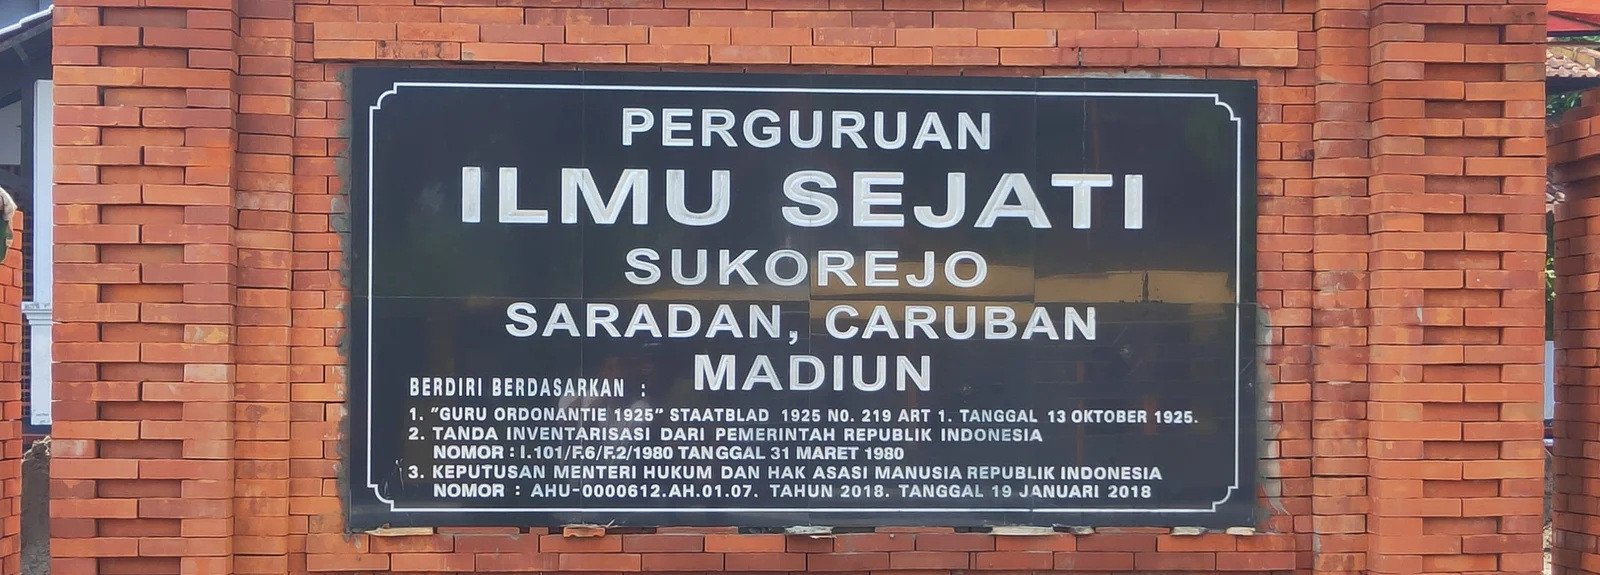 PERGURUAN
ILMU SEJATI
SUKOREJO
SARADAN, CARUBAN
MADIUN
BERDIRI BERDASARKAN :
1. "GURU ORDONANTIE 1925" STAATBLAD 1925 NO. 219 ART 1. TANGGAL 13 OKTOBER 1925.
2. TANDA INVENTARISASI DARI PEMERINTAH REPUBLIK INDONESIA
NOMOR : I.101/F.6/F.2/1980 TANGGAL 31 MARET 1980
3. KEPUTUSAN MENTERI HUKUM DAN HAK ASASI MANUSIA REPUBLIK INDONESIA
NOMOR : AHU-0000612.AH.01.07. TAHUN 2018. TANGGAL 19 JANUARI 2018